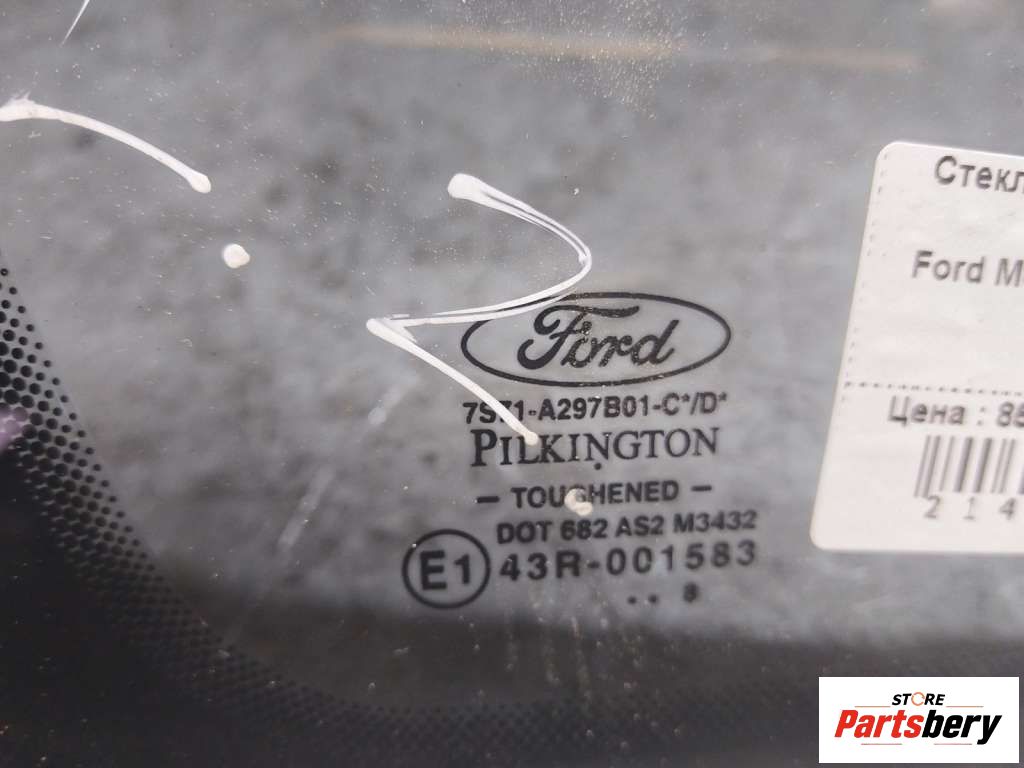 Ford
7S71-A297B01-C*/D*
PILKINGTON
- TOUGHENED -
DOT 682 AS2 M3432
E1 43R-001583
.. 8
Стекл
Ford M
Цена : 85
214
STORE
Partsbery